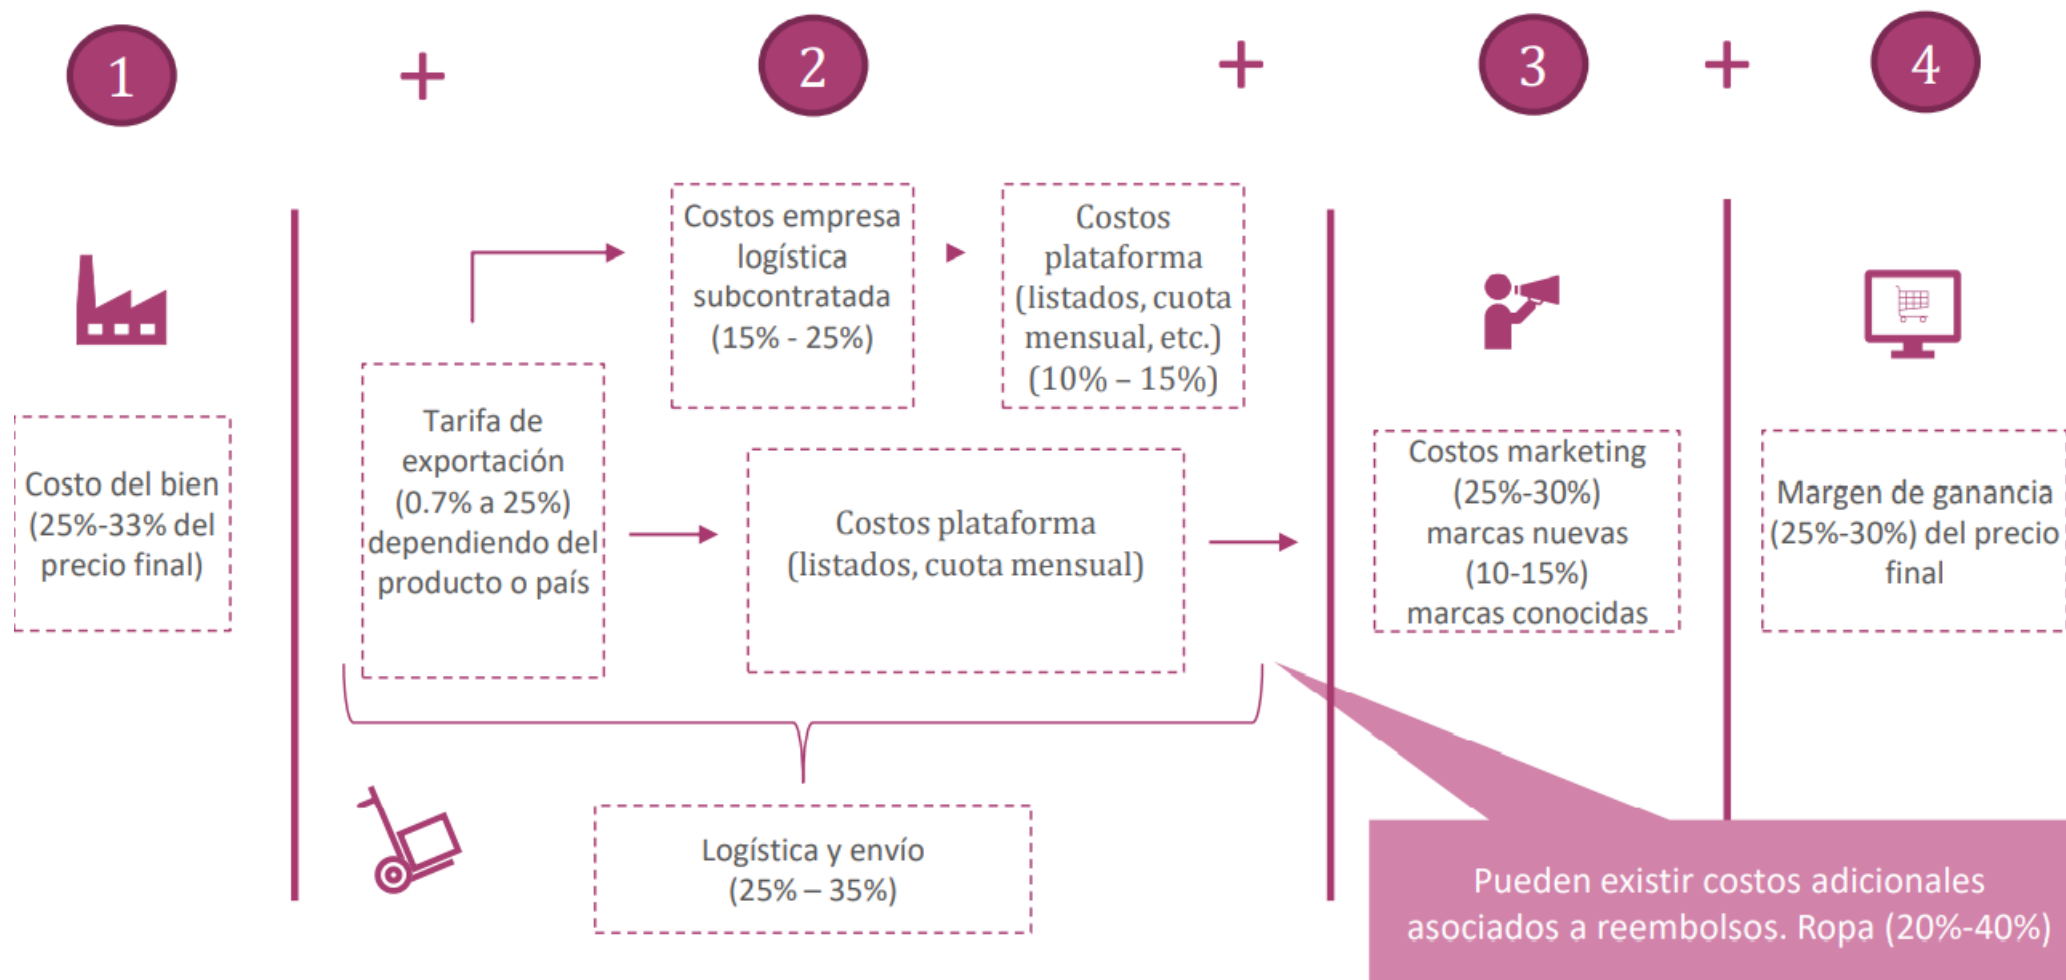 1
+
2
+
3
+
4
Costo del bien
(25%-33% del
precio final)
Tarifa de
exportación
(0.7% a 25%)
dependiendo del
producto o país
Costos empresa
logística
subcontratada
(15% - 25%)
Costos
plataforma
(listados, cuota
mensual, etc.)
(10% – 15%)
Costos plataforma
(listados, cuota mensual)
Logística y envío
(25% – 35%)
Costos marketing
(25%-30%)
marcas nuevas
(10-15%)
marcas conocidas
Margen de ganancia
(25%-30%) del precio
final
Pueden existir costos adicionales
asociados a reembolsos. Ropa (20%-40%)